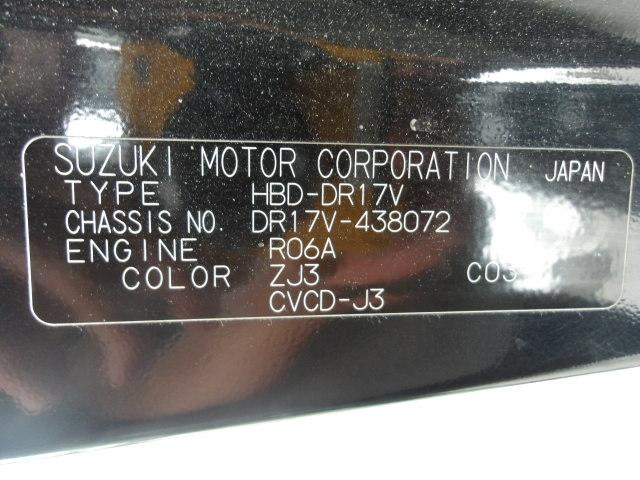 SUZUKI MOTOR CORPORATION JAPAN
TYPE HBD-DR17V
CHASSIS NO. DR17V-438072
ENGINE R06A
COLOR ZJ3
CVCD-J3